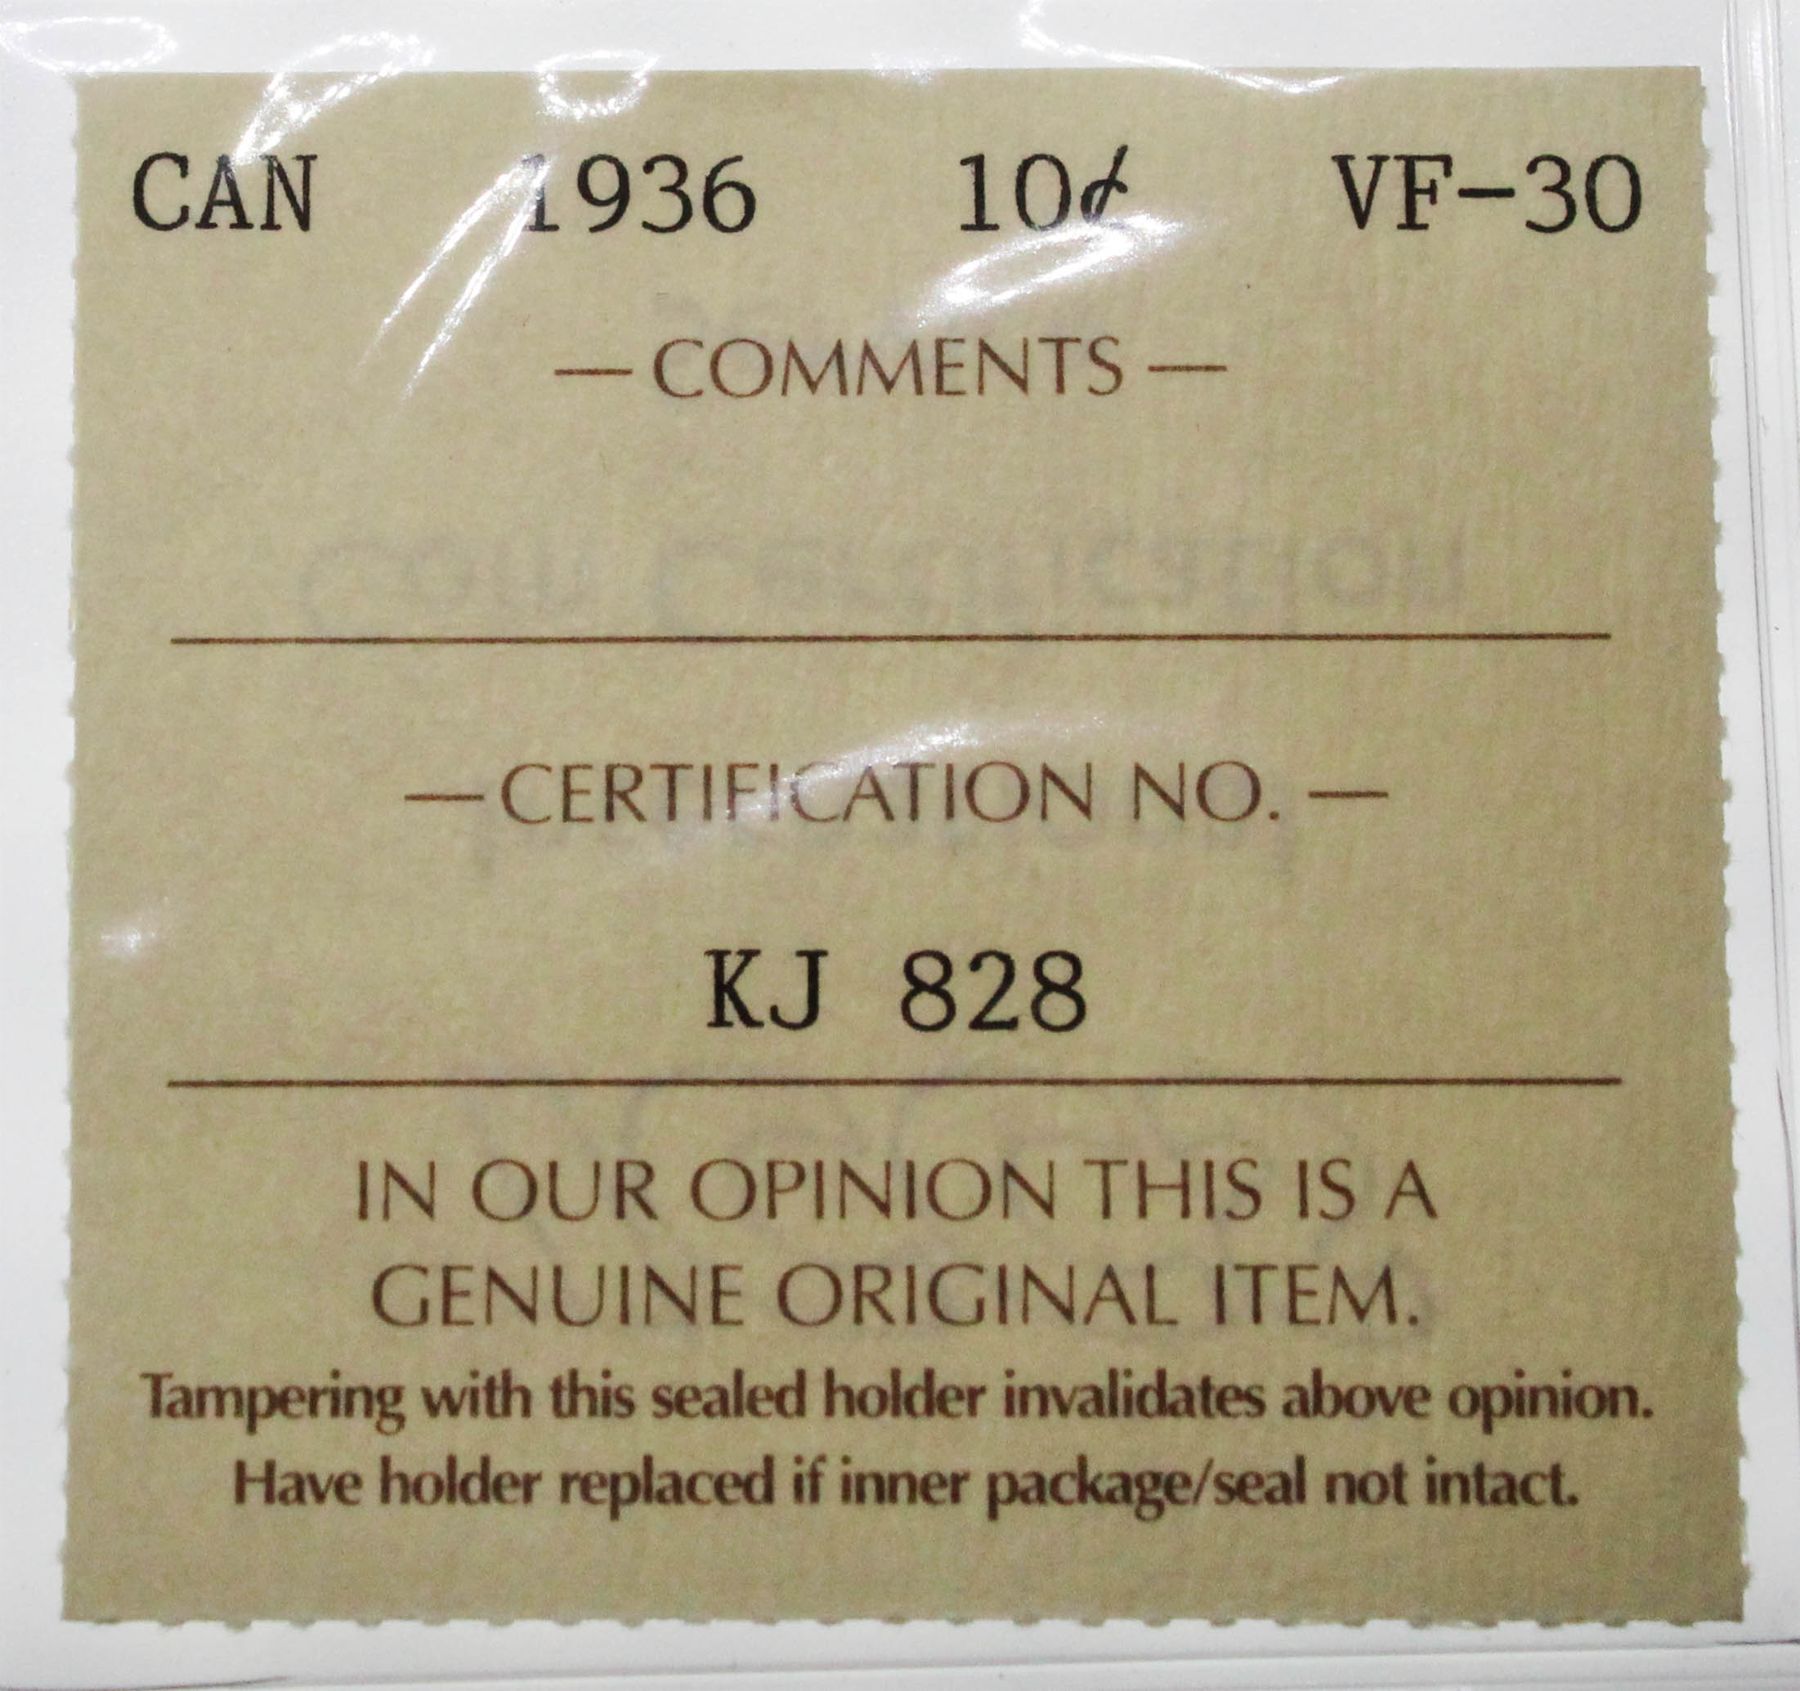 CAN 1936 10¢ VF-30
—COMMENTS—
—CERTIFICATION NO.—
KJ 828
IN OUR OPINION THIS IS A
GENUINE ORIGINAL ITEM.
Tampering with this sealed holder invalidates above opinion.
Have holder replaced if inner package/seal not intact.